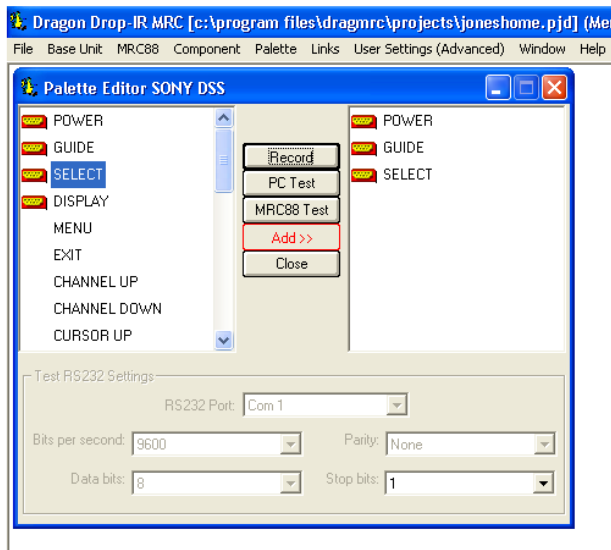 Dragon Drop-IR MRC [c:\program files\dragmrc\projects\joneshome.pjd] (Me
File Base Unit MRC88 Component Palette Links User Settings (Advanced) Window Help
Palette Editor SONY DSS
POWER
GUIDE
SELECT
DISPLAY
MENU
EXIT
CHANNEL UP
CHANNEL DOWN
CURSOR UP
Record
PC Test
MRC88 Test
Add >>
Close
POWER
GUIDE
SELECT
Test RS232 Settings
RS232 Port: Com 1
Bits per second: 9600 Parity: None
Data bits: 8 Stop bits: 1